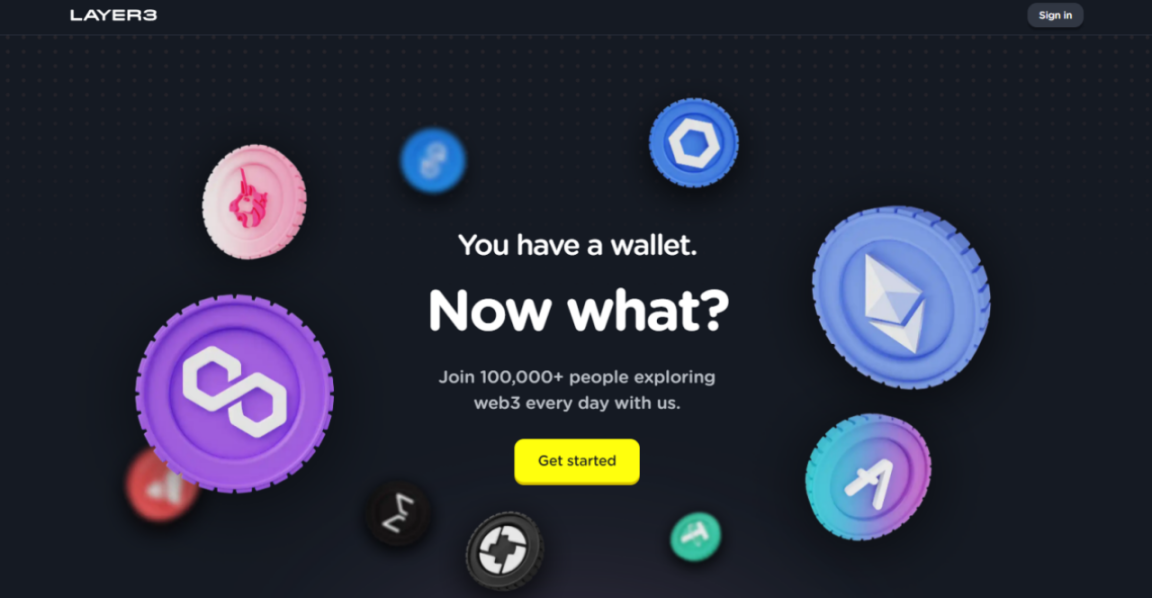 LAYER3
Sign in
You have a wallet.
Now what?
Join 100,000+ people exploring
web3 every day with us.
Get started